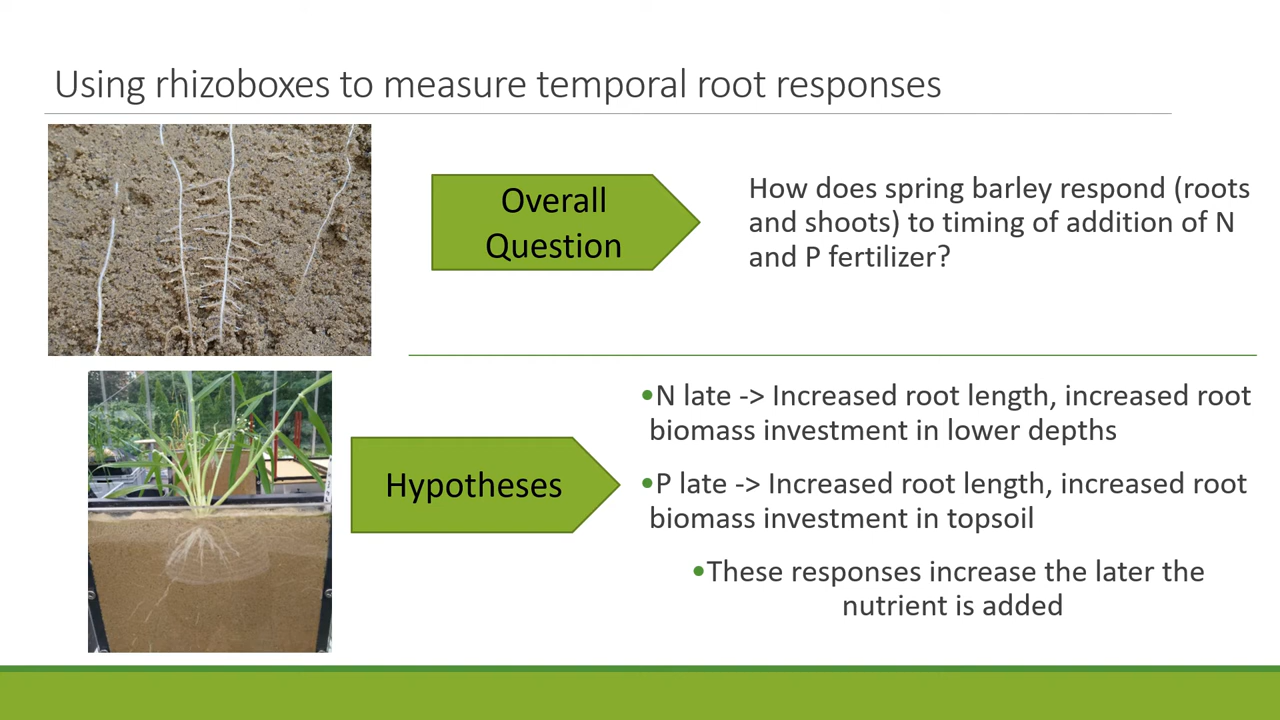 Using rhizoboxes to measure temporal root responses
Overall
Question
How does spring barley respond (roots
and shoots) to timing of addition of N
and P fertilizer?
Hypotheses
•N late -> Increased root length, increased root
biomass investment in lower depths
•P late -> Increased root length, increased root
biomass investment in topsoil
•These responses increase the later the
nutrient is added